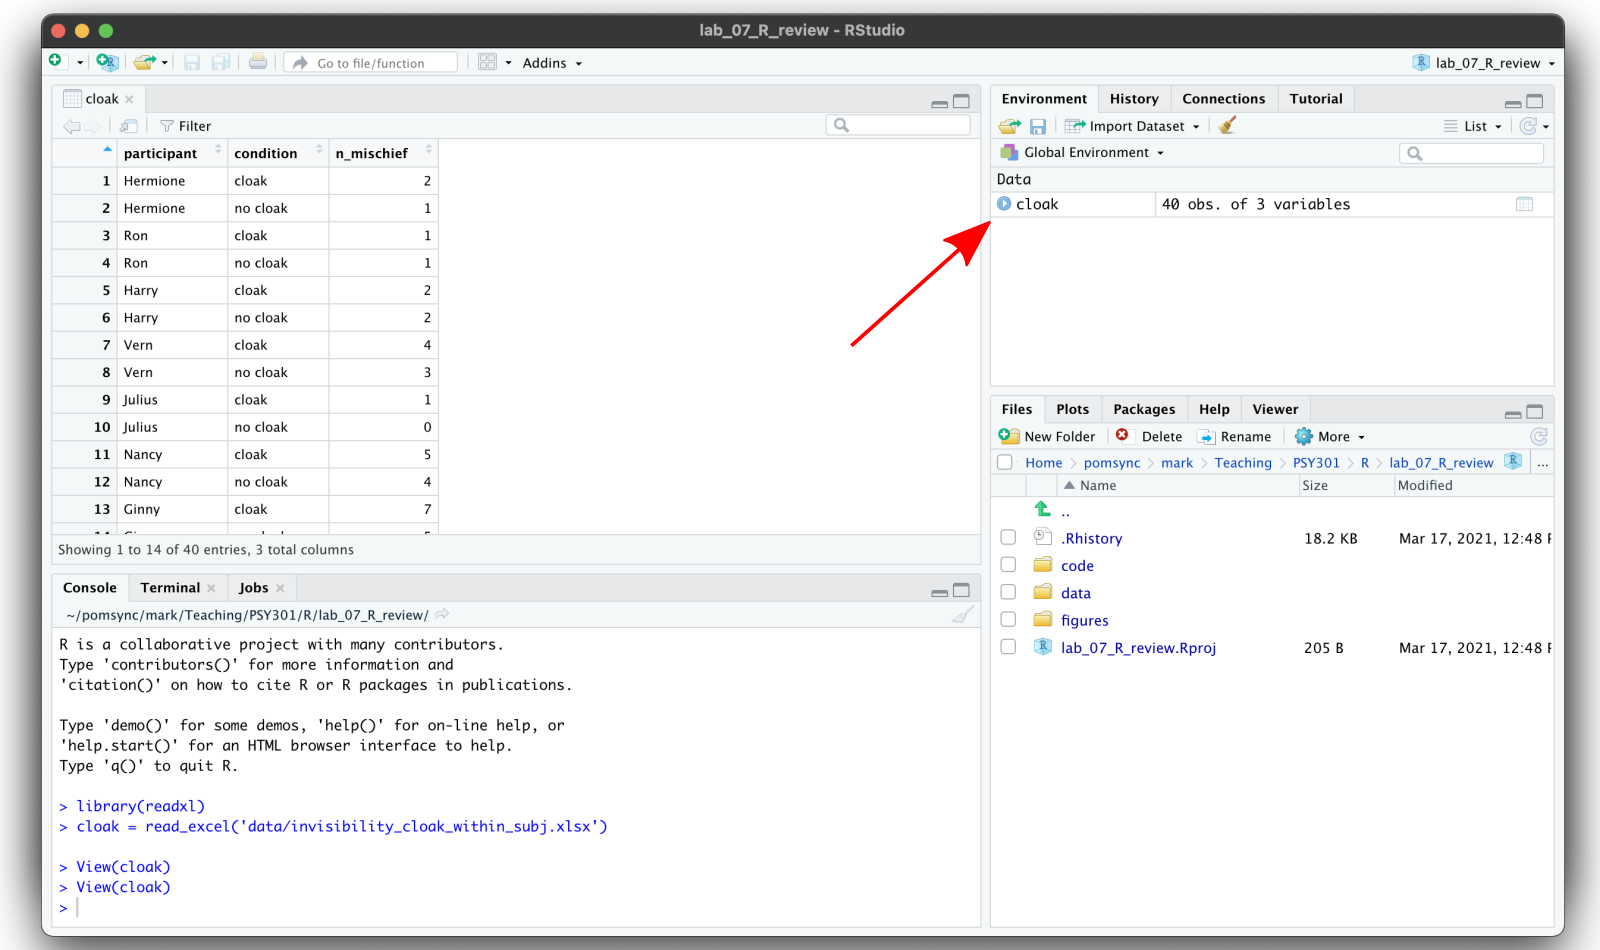 lab_07_R_review - RStudio
Go to file/function
Addins
lab_07_R_review
cloak
Filter
participant condition n_mischief
1 Hermione cloak 2
2 Hermione no cloak 1
3 Ron cloak 1
4 Ron no cloak 1
5 Harry cloak 2
6 Harry no cloak 2
7 Vern cloak 4
8 Vern no cloak 3
9 Julius cloak 1
10 Julius no cloak 0
11 Nancy cloak 5
12 Nancy no cloak 4
13 Ginny cloak 7
Showing 1 to 14 of 40 entries, 3 total columns
Console Terminal Jobs
~/pomsync/mark/Teaching/PSY301/R/lab_07_R_review/
R is a collaborative project with many contributors.
Type 'contributors()' for more information and
'citation()' on how to cite R or R packages in publications.
Type 'demo()' for some demos, 'help()' for on-line help, or
'help.start()' for an HTML browser interface to help.
Type 'q()' to quit R.
> library(readxl)
> cloak = read_excel('data/invisibility_cloak_within_subj.xlsx')
> View(cloak)
> View(cloak)
>
Environment History Connections Tutorial
Import Dataset List
Global Environment
Data
cloak 40 obs. of 3 variables
Files Plots Packages Help Viewer
New Folder Delete Rename More
Home > pomsync > mark > Teaching > PSY301 > R > lab_07_R_review ...
Name Size Modified
..
.Rhistory 18.2 KB Mar 17, 2021, 12:48
code
data
figures
lab_07_R_review.Rproj 205 B Mar 17, 2021, 12:48